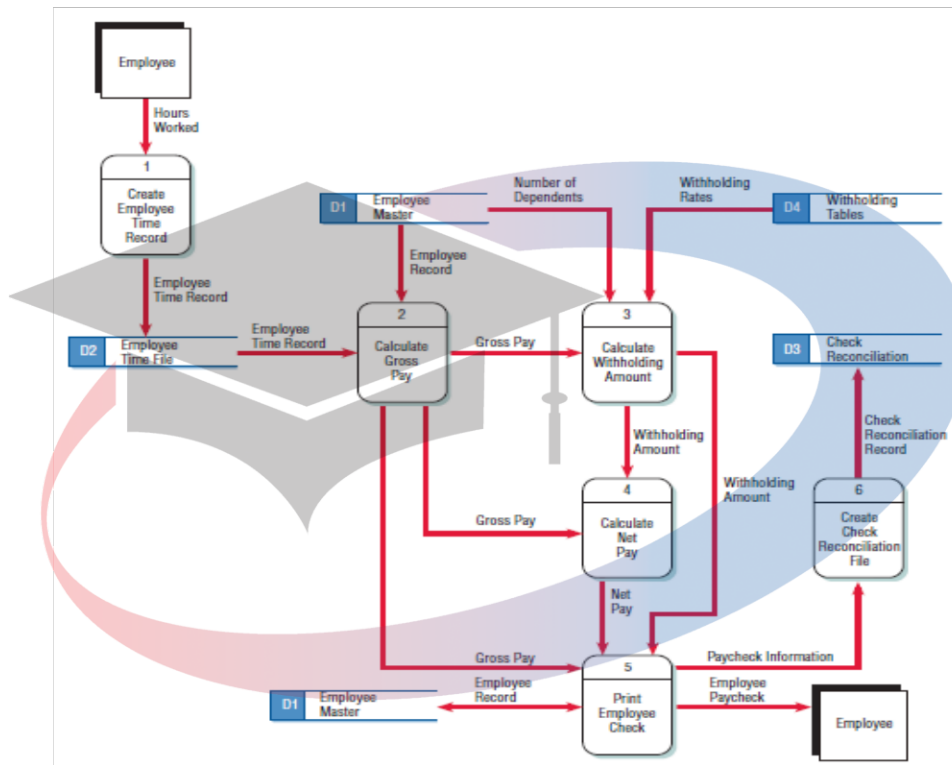 Employee
Hours
Worked
1
Create
Employee
Time
Record
Employee
Time Record
D2
Employee
Time File
Employee
Time Record
D1
Employee
Master
Employee
Record
Number of
Dependents
Withholding
Rates
D4
Withholding
Tables
2
Calculate
Gross
Pay
Gross Pay
3
Calculate
Withholding
Amount
D3
Check
Reconciliation
Withholding
Amount
Withholding
Amount
Check
Reconciliation
Record
Gross Pay
4
Calculate
Net
Pay
6
Create
Check
Reconciliation
File
Net
Pay
Gross Pay
5
Print
Employee
Check
Paycheck Information
D1
Employee
Master
Employee
Record
Employee
Paycheck
Employee